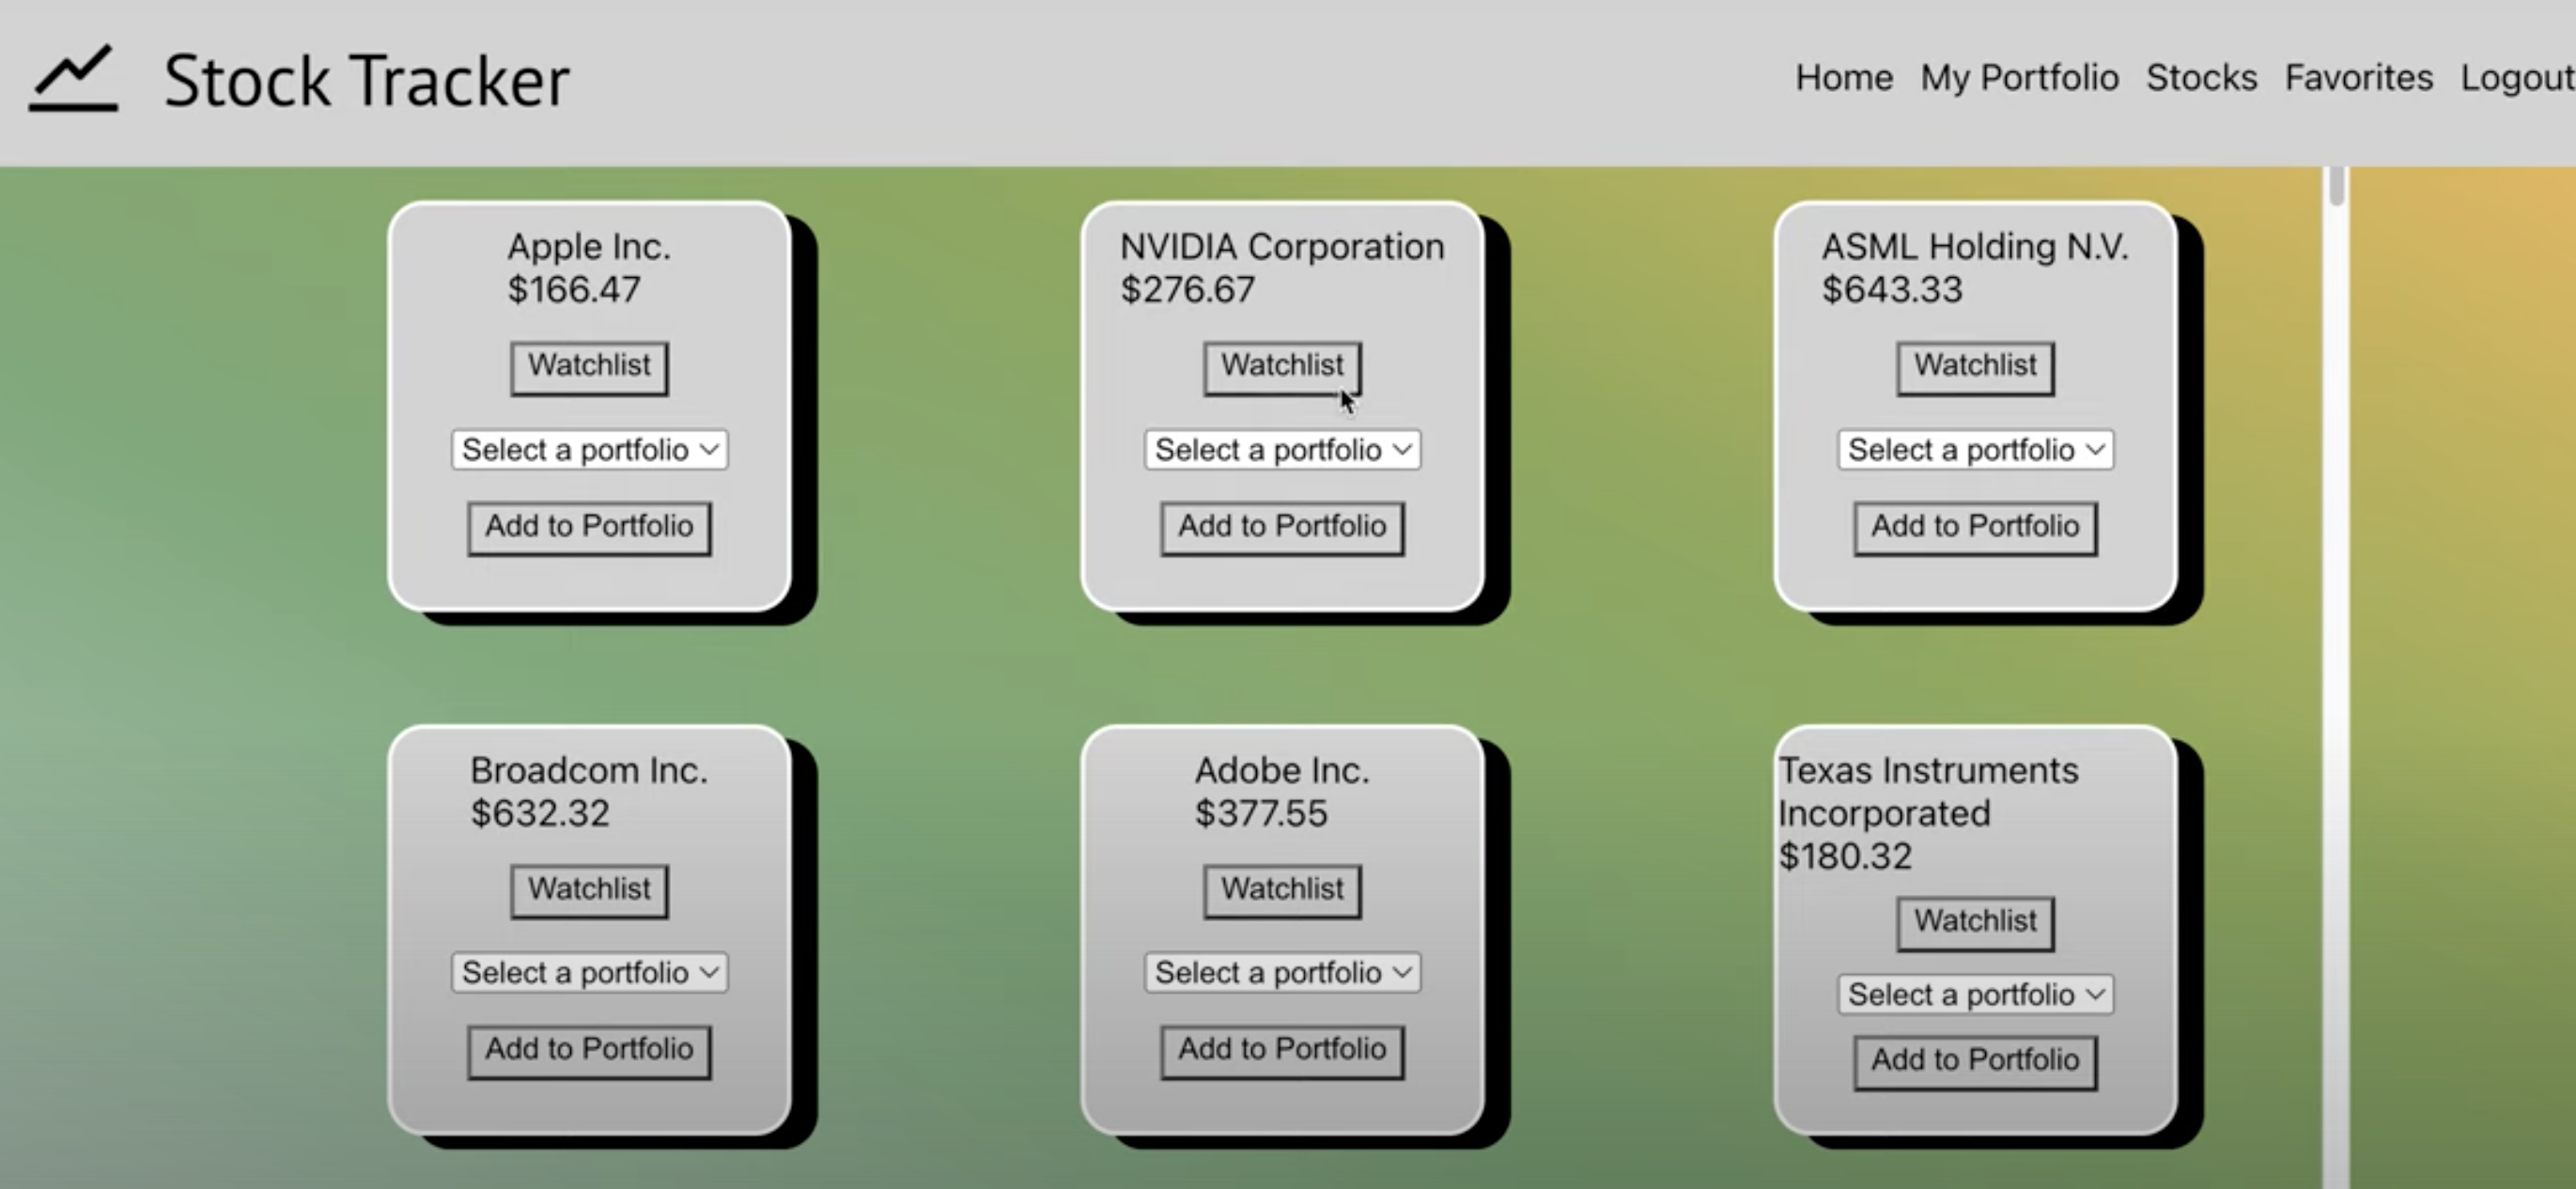 Stock Tracker
Home My Portfolio Stocks Favorites Logout
Apple Inc.
$166.47
Watchlist
Select a portfolio
Add to Portfolio
NVIDIA Corporation
$276.67
Watchlist
Select a portfolio
Add to Portfolio
ASML Holding N.V.
$643.33
Watchlist
Select a portfolio
Add to Portfolio
Broadcom Inc.
$632.32
Watchlist
Select a portfolio
Add to Portfolio
Adobe Inc.
$377.55
Watchlist
Select a portfolio
Add to Portfolio
Texas Instruments
Incorporated
$180.32
Watchlist
Select a portfolio
Add to Portfolio